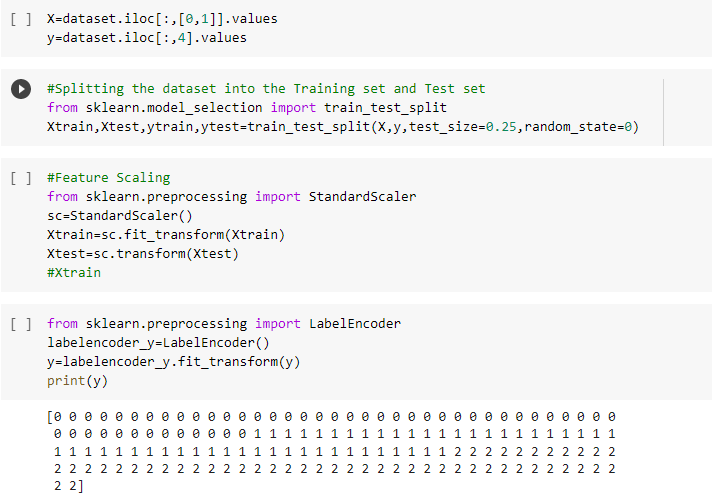 [ ] X=dataset.iloc[:,[0,1]].values
y=dataset.iloc[:,4].values
#Splitting the dataset into the Training set and Test set
from sklearn.model_selection import train_test_split
Xtrain,Xtest,ytrain,ytest=train_test_split(X,y,test_size=0.25,random_state=0)
[ ] #Feature Scaling
from sklearn.preprocessing import StandardScaler
sc=StandardScaler()
Xtrain=sc.fit_transform(Xtrain)
Xtest=sc.transform(Xtest)
#Xtrain
[ ] from sklearn.preprocessing import LabelEncoder
labelencoder_y=LabelEncoder()
y=labelencoder_y.fit_transform(y)
print(y)
[0 0 0 0 0 0 0 0 0 0 0 0 0 0 0 0 0 0 0 0 0 0 0 0 0 0 0 0 0 0 0 0 0 0 0 0 0
0 0 0 0 0 0 0 0 0 0 0 0 0 1 1 1 1 1 1 1 1 1 1 1 1 1 1 1 1 1 1 1 1 1 1 1 1
1 1 1 1 1 1 1 1 1 1 1 1 1 1 1 1 1 1 1 1 1 1 1 1 1 1 2 2 2 2 2 2 2 2 2 2 2
2 2 2 2 2 2 2 2 2 2 2 2 2 2 2 2 2 2 2 2 2 2 2 2 2 2 2 2 2 2 2 2 2 2 2 2 2
2 2]